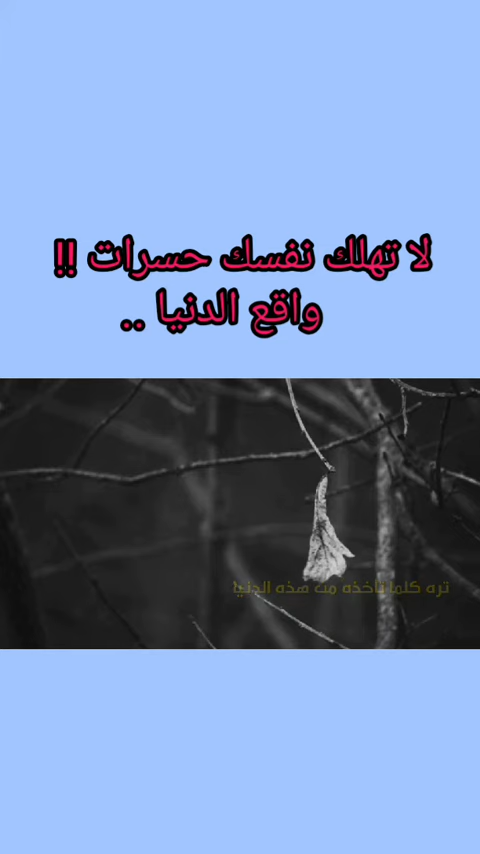 لا تهلك نفسك حسرات !!
واقع الدنيا ..
تره كلما تاخذه من هذه الدنيا